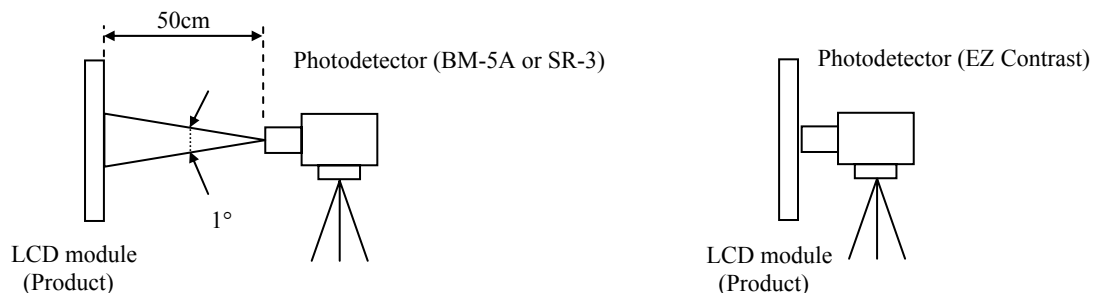 50cm
Photodetector (BM-5A or SR-3)
1°
LCD module
(Product)
Photodetector (EZ Contrast)
LCD module
(Product)